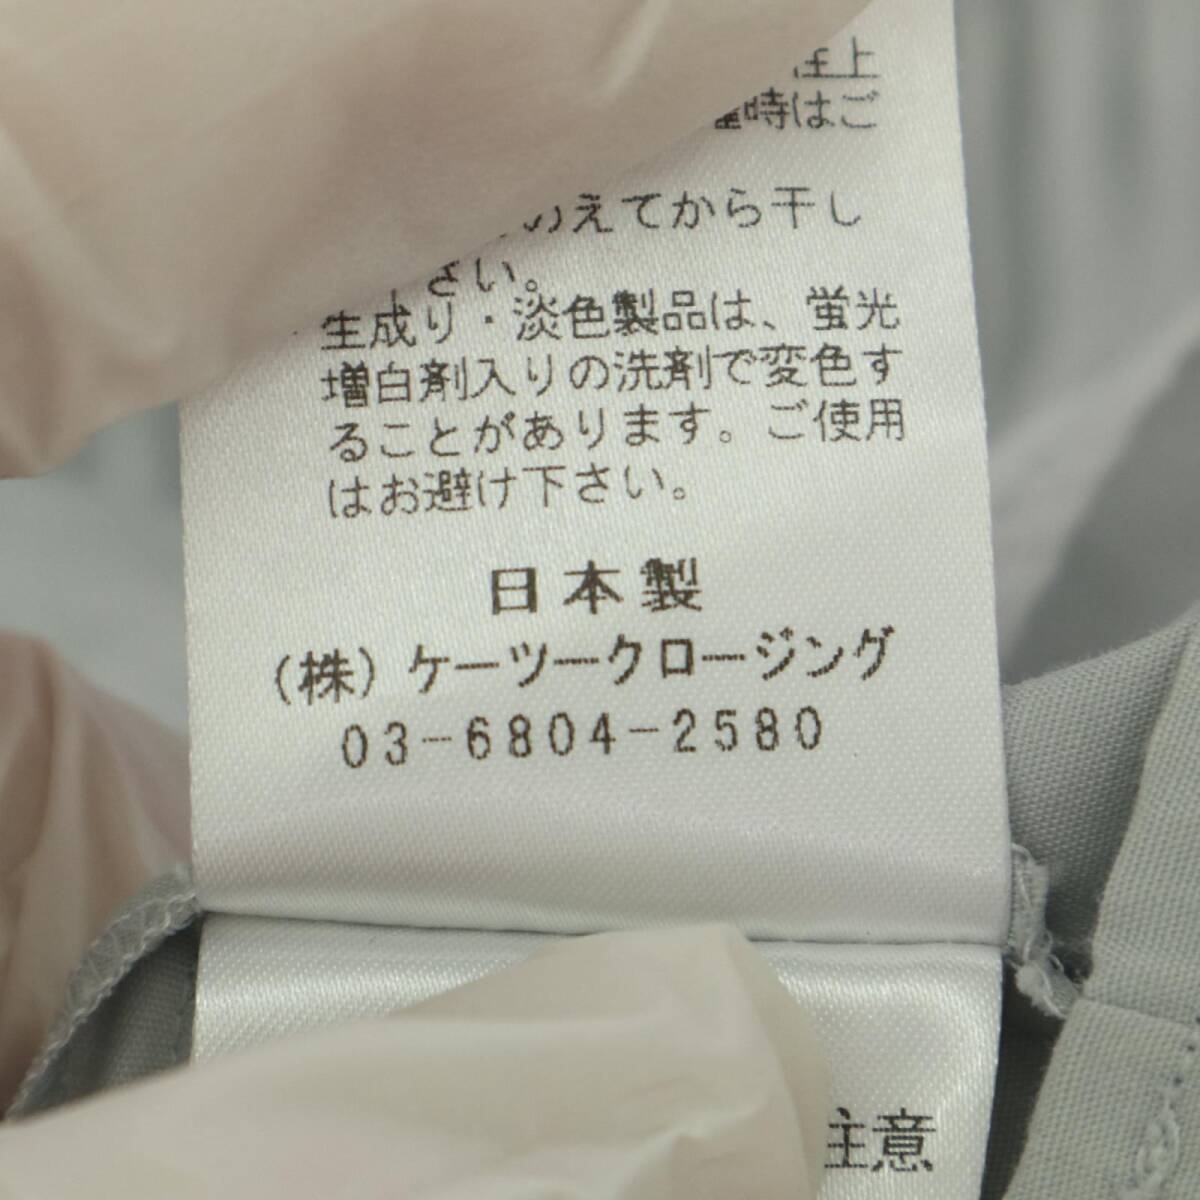 上
時はご
えてから干し
さい。
生成り・淡色製品は、蛍光
増白剤入りの洗剤で変色す
ることがあります。ご使用
はお避け下さい。
日本製
(株)ケーツークロージング
03-6804-2580
注意